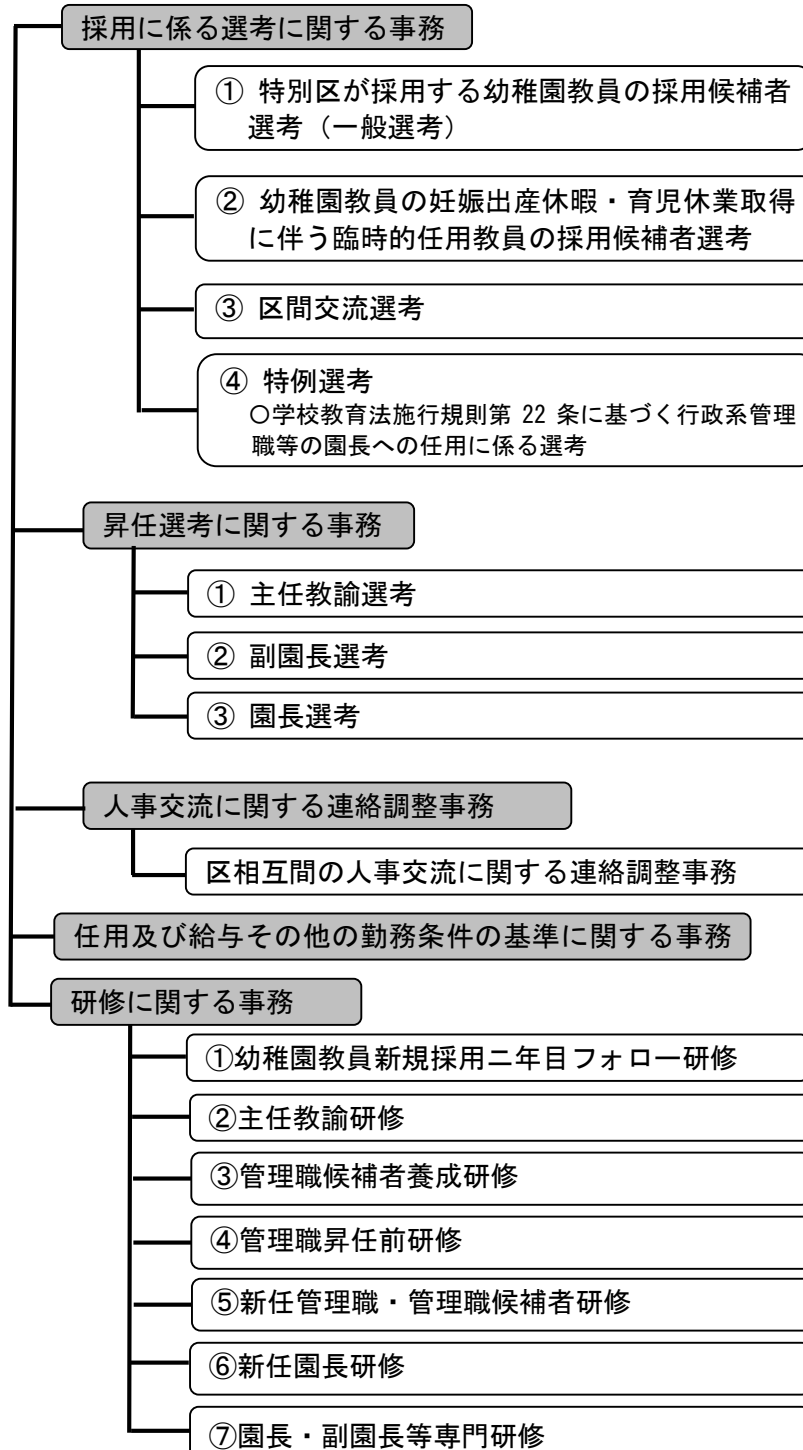 採用に係る選考に関する事務
① 特別区が採用する幼稚園教員の採用候補者
選考（一般選考）
② 幼稚園教員の妊娠出産休暇・育児休業取得
に伴う臨時的任用教員の採用候補者選考
③ 区間交流選考
④ 特例選考
○学校教育法施行規則第 22 条に基づく行政系管理
職等の園長への任用に係る選考
昇任選考に関する事務
① 主任教諭選考
② 副園長選考
③ 園長選考
人事交流に関する連絡調整事務
区相互間の人事交流に関する連絡調整事務
任用及び給与その他の勤務条件の基準に関する事務
研修に関する事務
①幼稚園教員新規採用二年目フォロー研修
②主任教諭研修
③管理職候補者養成研修
④管理職昇任前研修
⑤新任管理職・管理職候補者研修
⑥新任園長研修
⑦園長・副園長等専門研修